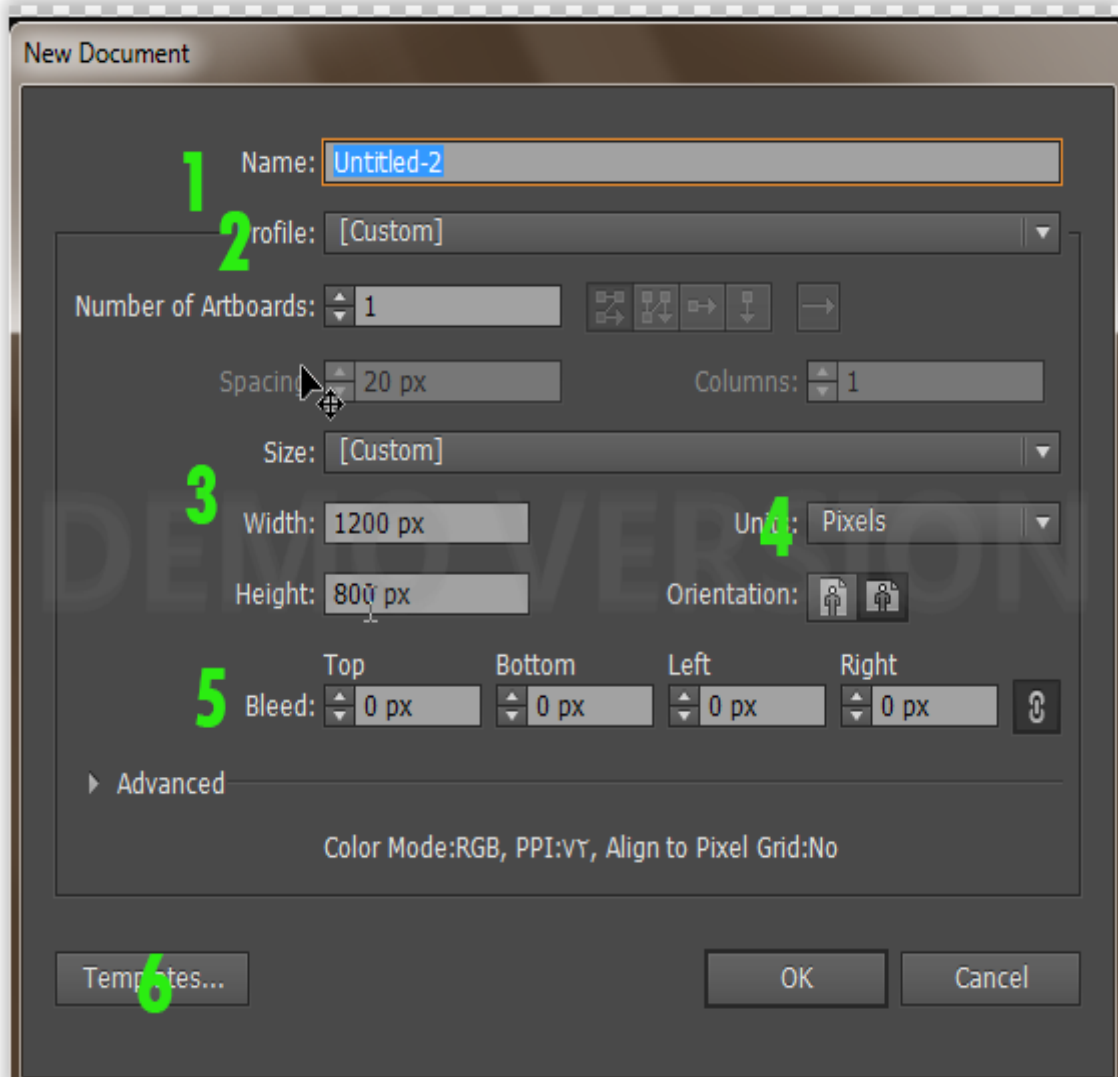 New Document
1 Name: Untitled-2
2 rofile: [Custom]
Number of Artboards: 1
Spacing 20 px Columns: 1
Size: [Custom]
3 Width: 1200 px 4 Units: Pixels
Height: 800 px Orientation:
Top Bottom Left Right
5 Bleed: 0 px 0 px 0 px 0 px
Advanced
Color Mode:RGB, PPI:۷۲, Align to Pixel Grid:No
6 Templates... OK Cancel
DEMO VERSION